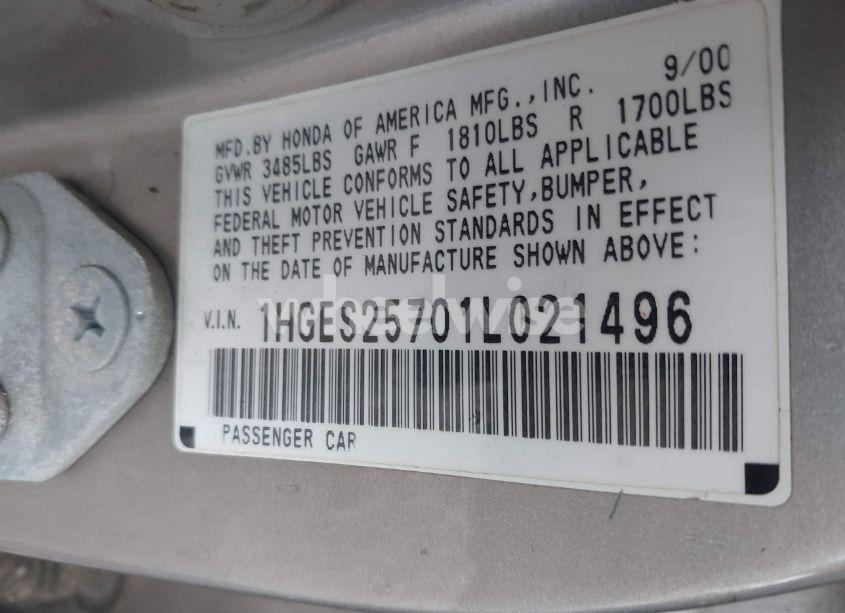 9/00
MFD.BY HONDA OF AMERICA MFG.,INC.
GVWR 3485LBS GAWR F 1810LBS R 1700LBS
THIS VEHICLE CONFORMS TO ALL APPLICABLE
FEDERAL MOTOR VEHICLE SAFETY,BUMPER,
AND THEFT PREVENTION STANDARDS IN EFFECT
ON THE DATE OF MANUFACTURE SHOWN ABOVE:
V.I.N. 1HGES25701L021496
PASSENGER CAR